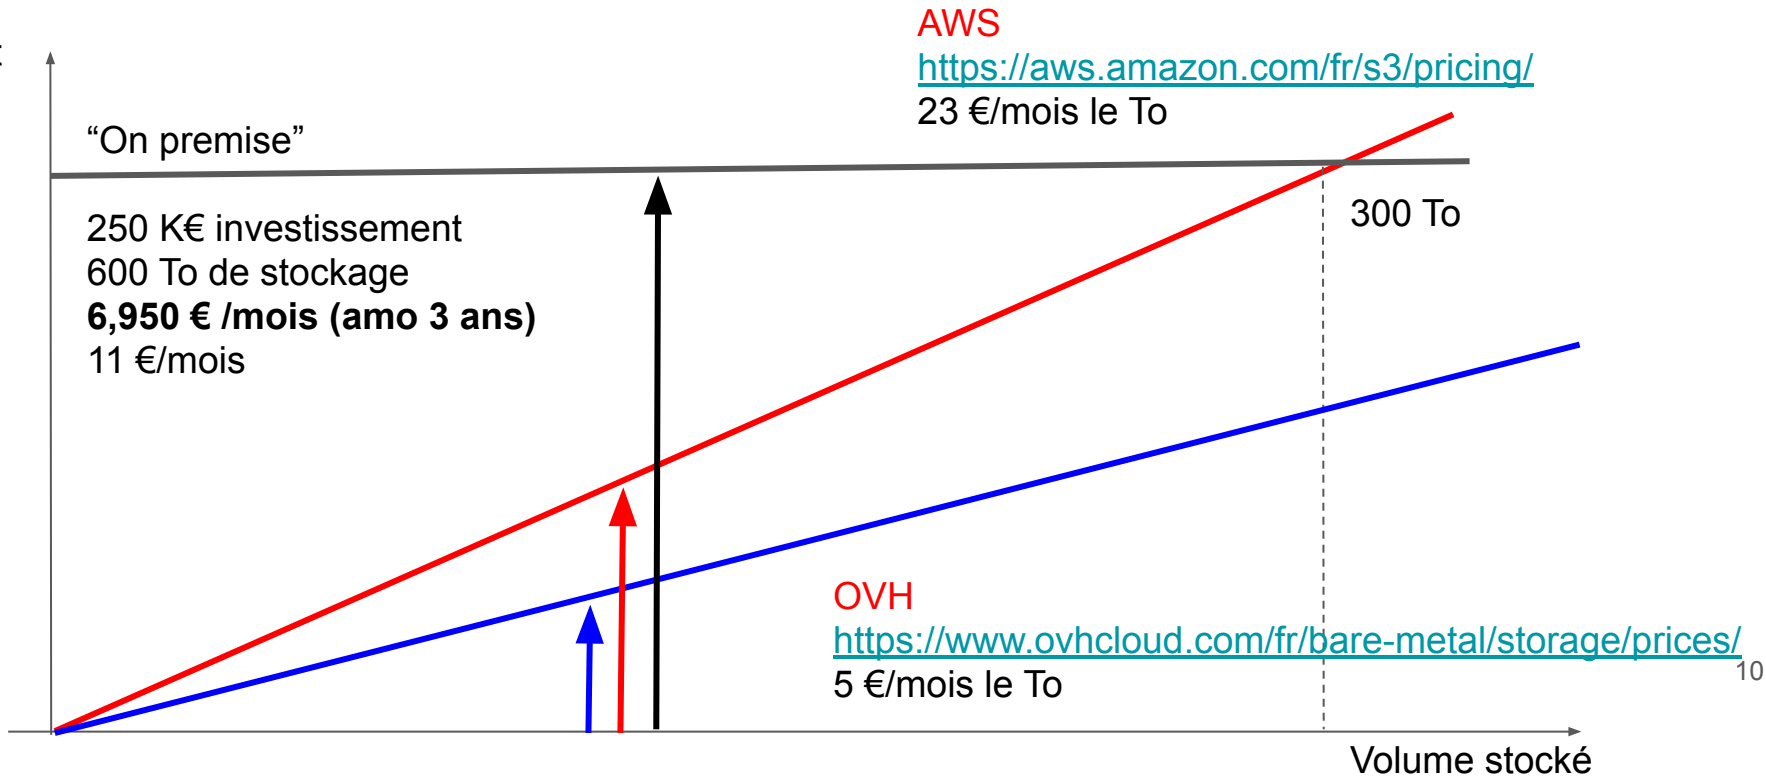 AWS
https://aws.amazon.com/fr/s3/pricing/
23 €/mois le To
“On premise”
250 K€ investissement
600 To de stockage
6,950 € /mois (amo 3 ans)
11 €/mois
300 To
OVH
https://www.ovhcloud.com/fr/bare-metal/storage/prices/
5 €/mois le To
10
Volume stocké